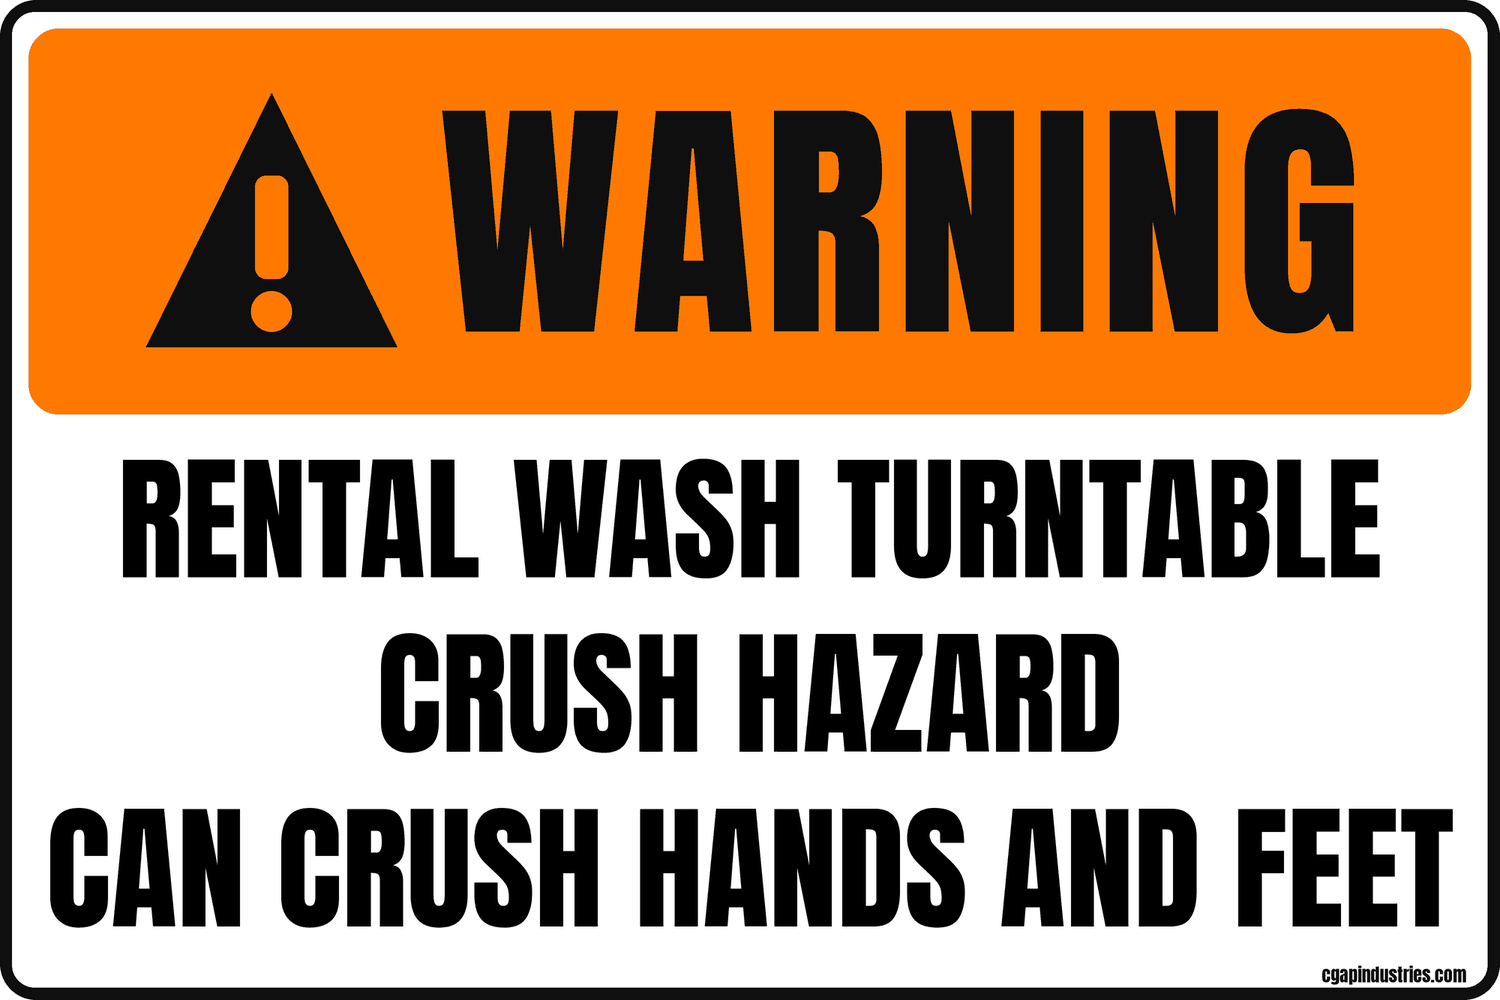 WARNING
RENTAL WASH TURNTABLE
CRUSH HAZARD
CAN CRUSH HANDS AND FEET
cgapindustries.com